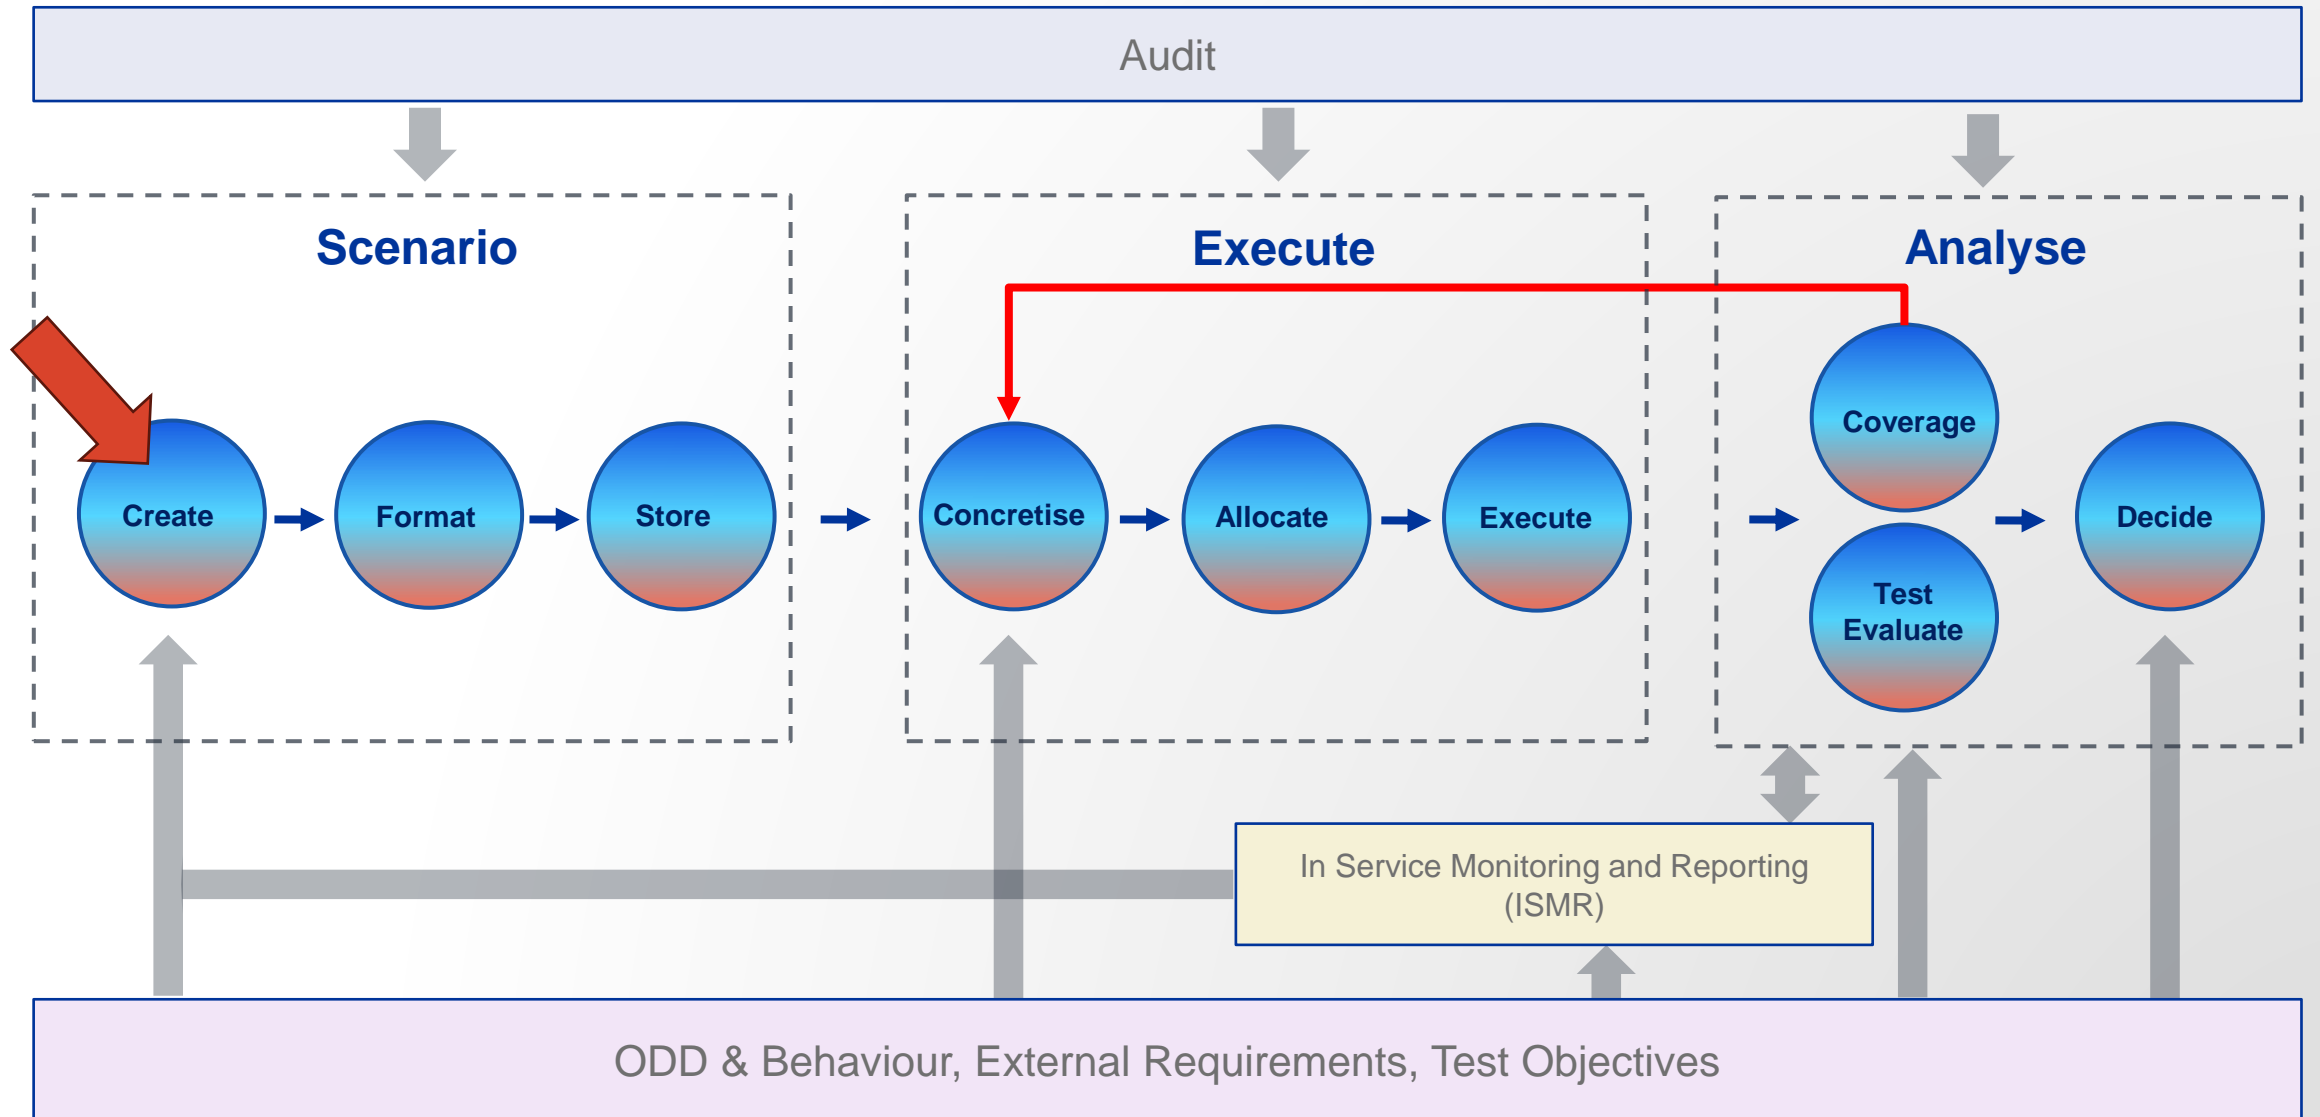 Audit
Scenario
Execute
Analyse
Create
Format
Store
Concretise
Allocate
Execute
Coverage
Test
Evaluate
Decide
In Service Monitoring and Reporting
(ISMR)
ODD & Behaviour, External Requirements, Test Objectives